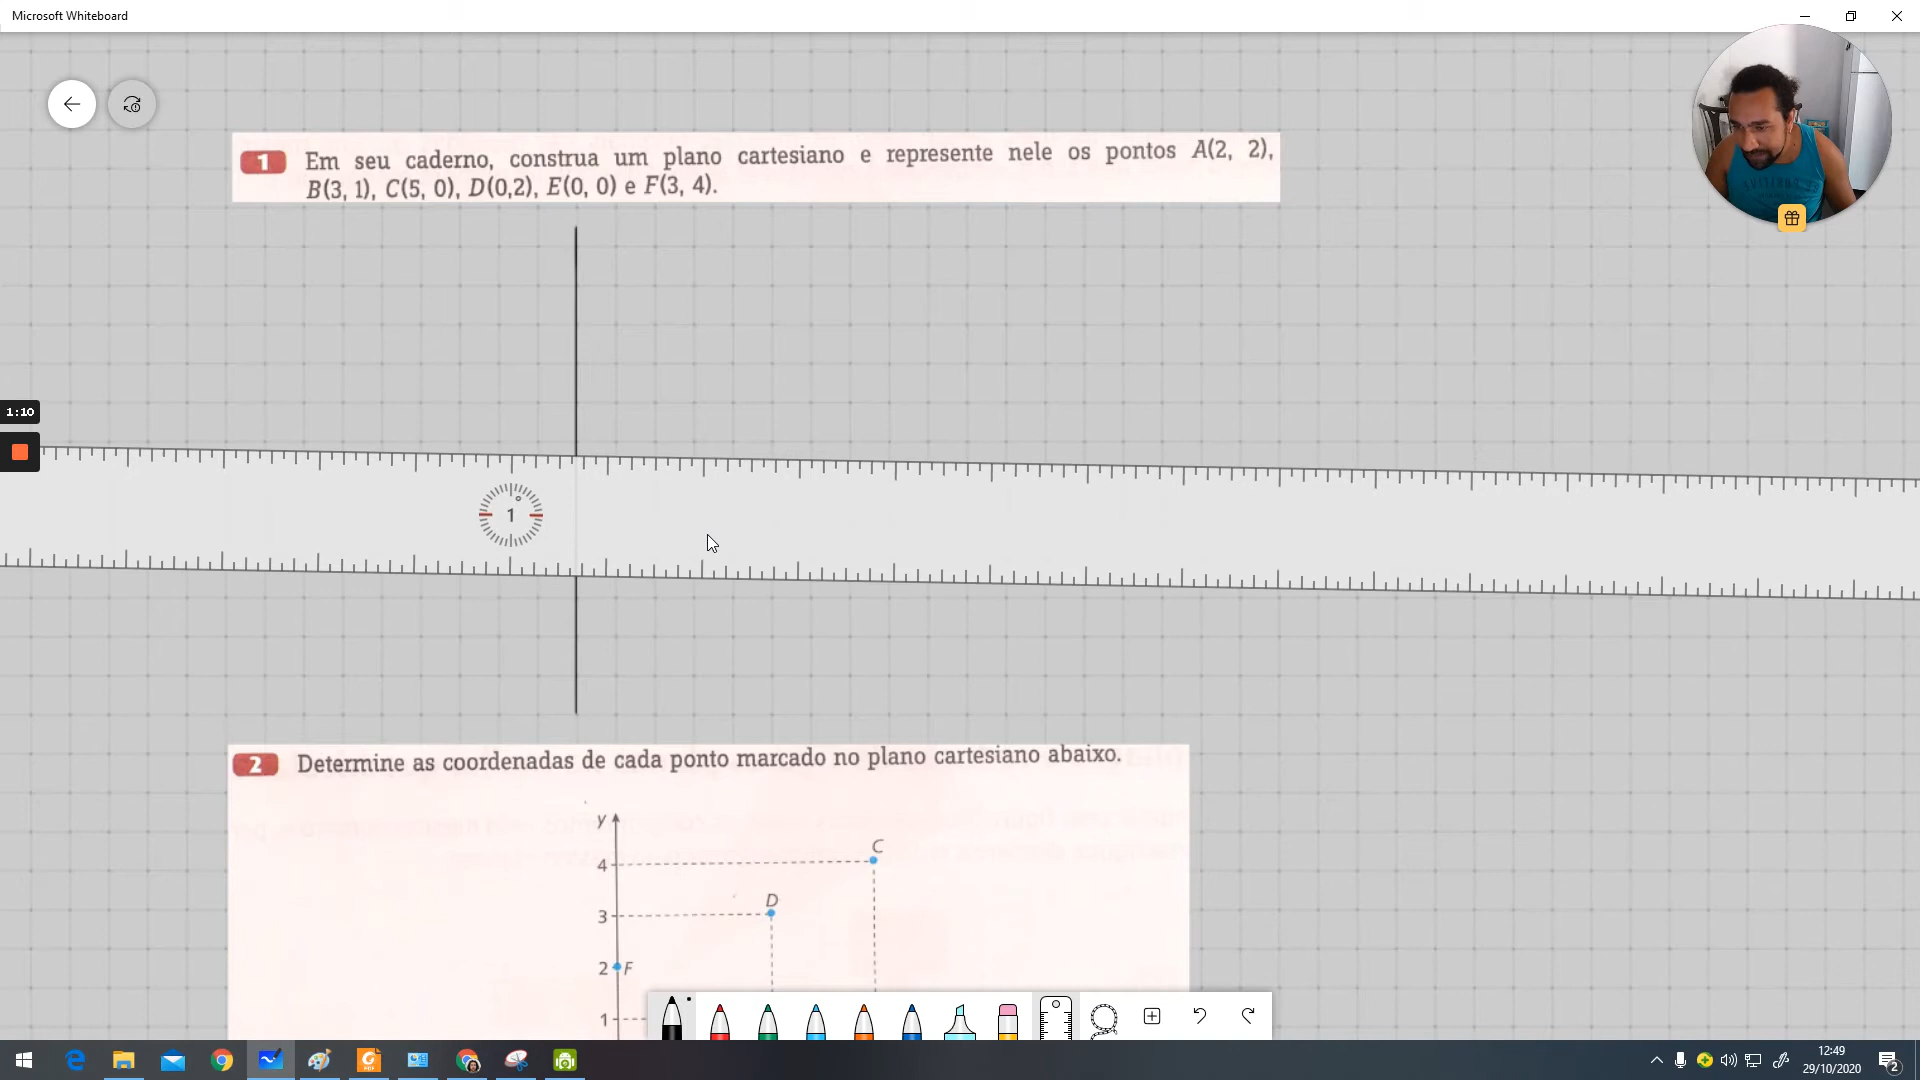 Microsoft Whiteboard
1 Em seu caderno, construa um plano cartesiano e represente nele os pontos A(2, 2),
B(3, 1), C(5, 0), D(0,2), E(0, 0) e F(3, 4).
1:10
1°
2 Determine as coordenadas de cada ponto marcado no plano cartesiano abaixo.
y
C
4
D
3
2 F
1
12:49
29/10/2020
2